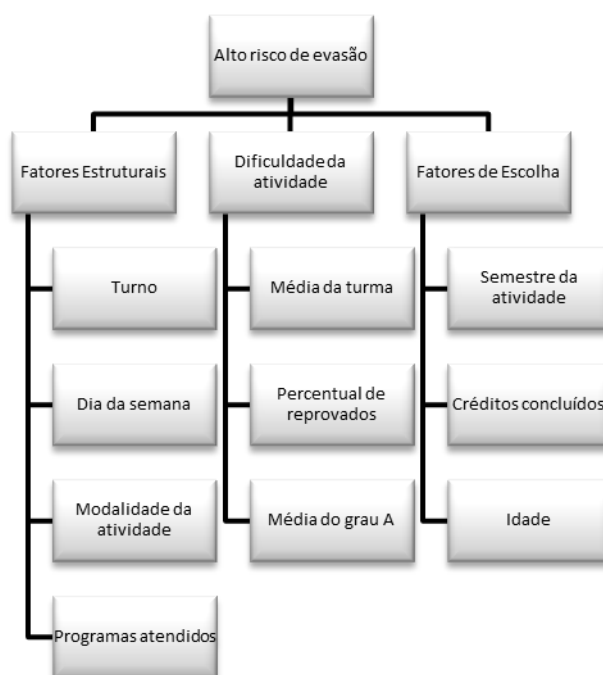 Alto risco de evasão
Fatores Estruturais
Turno
Dia da semana
Modalidade da
atividade
Programas atendidos
Dificuldade da
atividade
Média da turma
Percentual de
reprovados
Média do grau A
Fatores de Escolha
Semestre da
atividade
Créditos concluídos
Idade